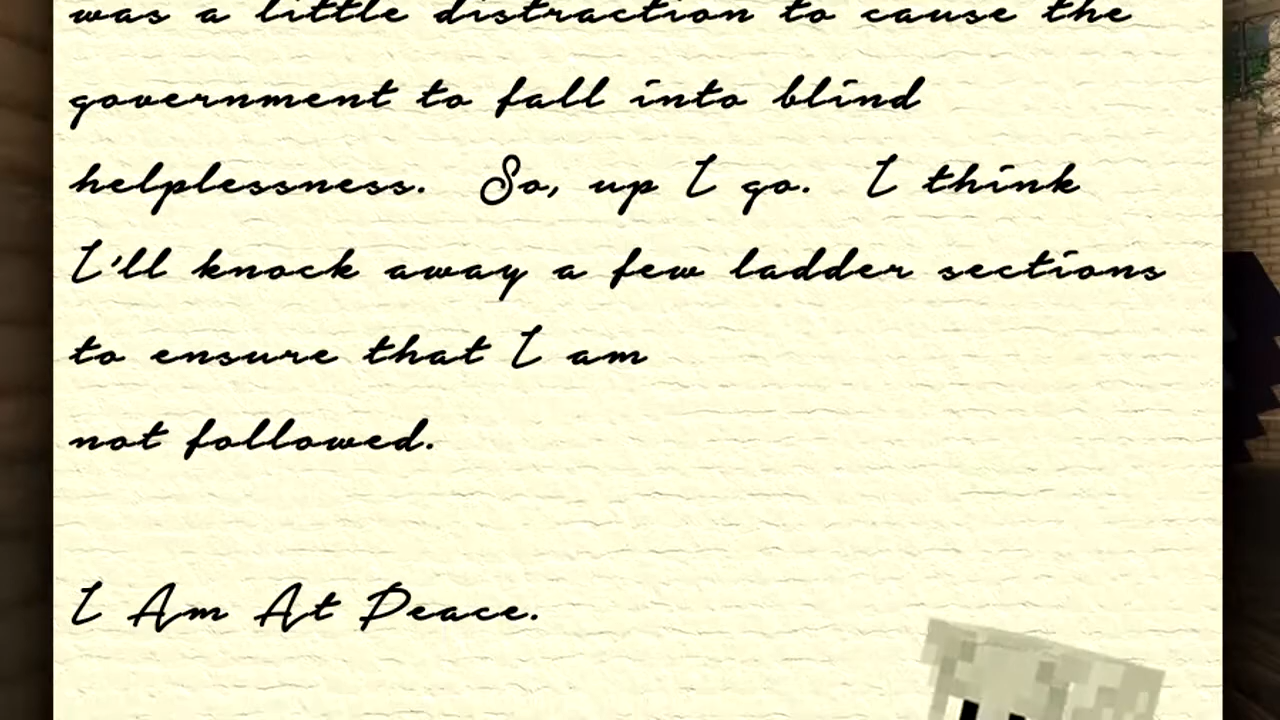 was a little distraction to cause the
government to fall into blind
helplessness. So, up I go. I think
I'll knock away a few ladder sections
to ensure that I am
not followed.
I Am At Peace.